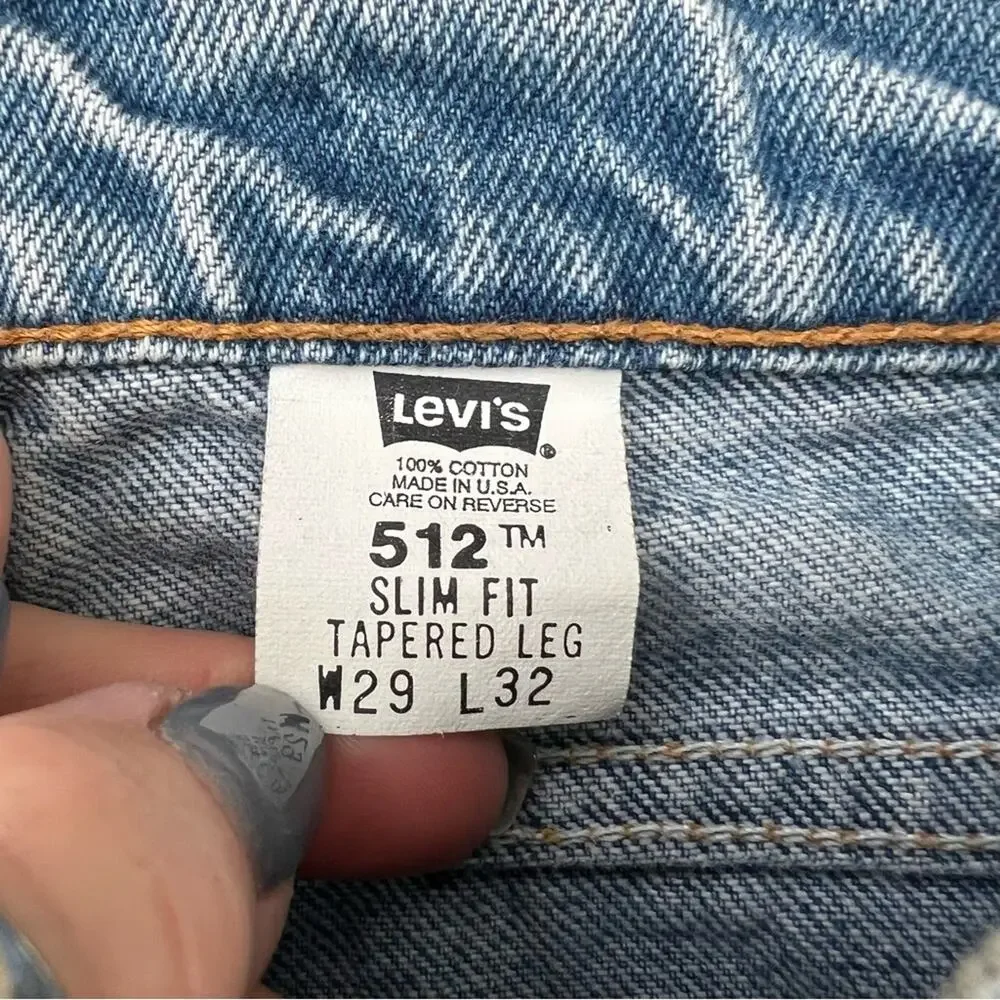 Levi's ®
100% COTTON
MADE IN U.S.A.
CARE ON REVERSE
512™
SLIM FIT
TAPERED LEG
W29 L32